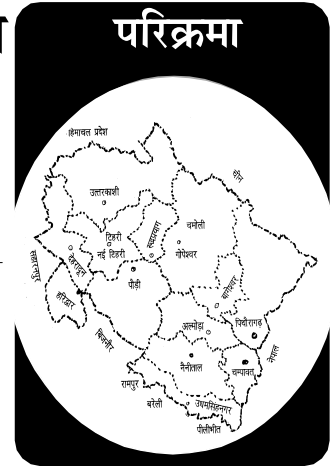 परिक्रमा
हिमाचल प्रदेश
चीन
उत्तरकाशी
चमोली
टिहरी
रुद्रप्रयाग
नई टिहरी
गोपेश्वर
देहरादून
सहारनपुर
पौड़ी
हरिद्वार
बागेश्वर
बिजनौर
अल्मोड़ा
पिथौरागढ़
नेपाल
नैनीताल
चम्पावत
रामपुर
उधमसिंहनगर
बरेली
पीलीभीत